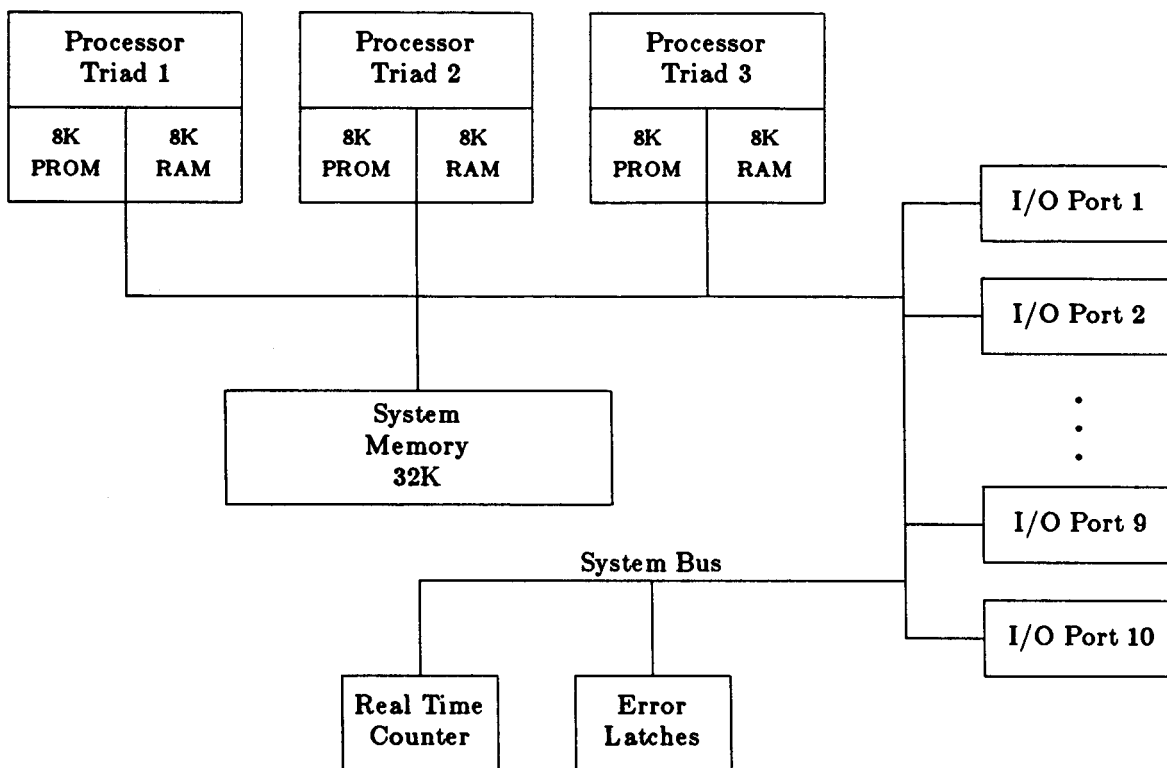 Processor
Triad 1
8K
PROM
8K
RAM
Processor
Triad 2
8K
PROM
8K
RAM
Processor
Triad 3
8K
PROM
8K
RAM
I/O Port 1
I/O Port 2
System
Memory
32K
I/O Port 9
System Bus
I/O Port 10
Real Time
Counter
Error
Latches